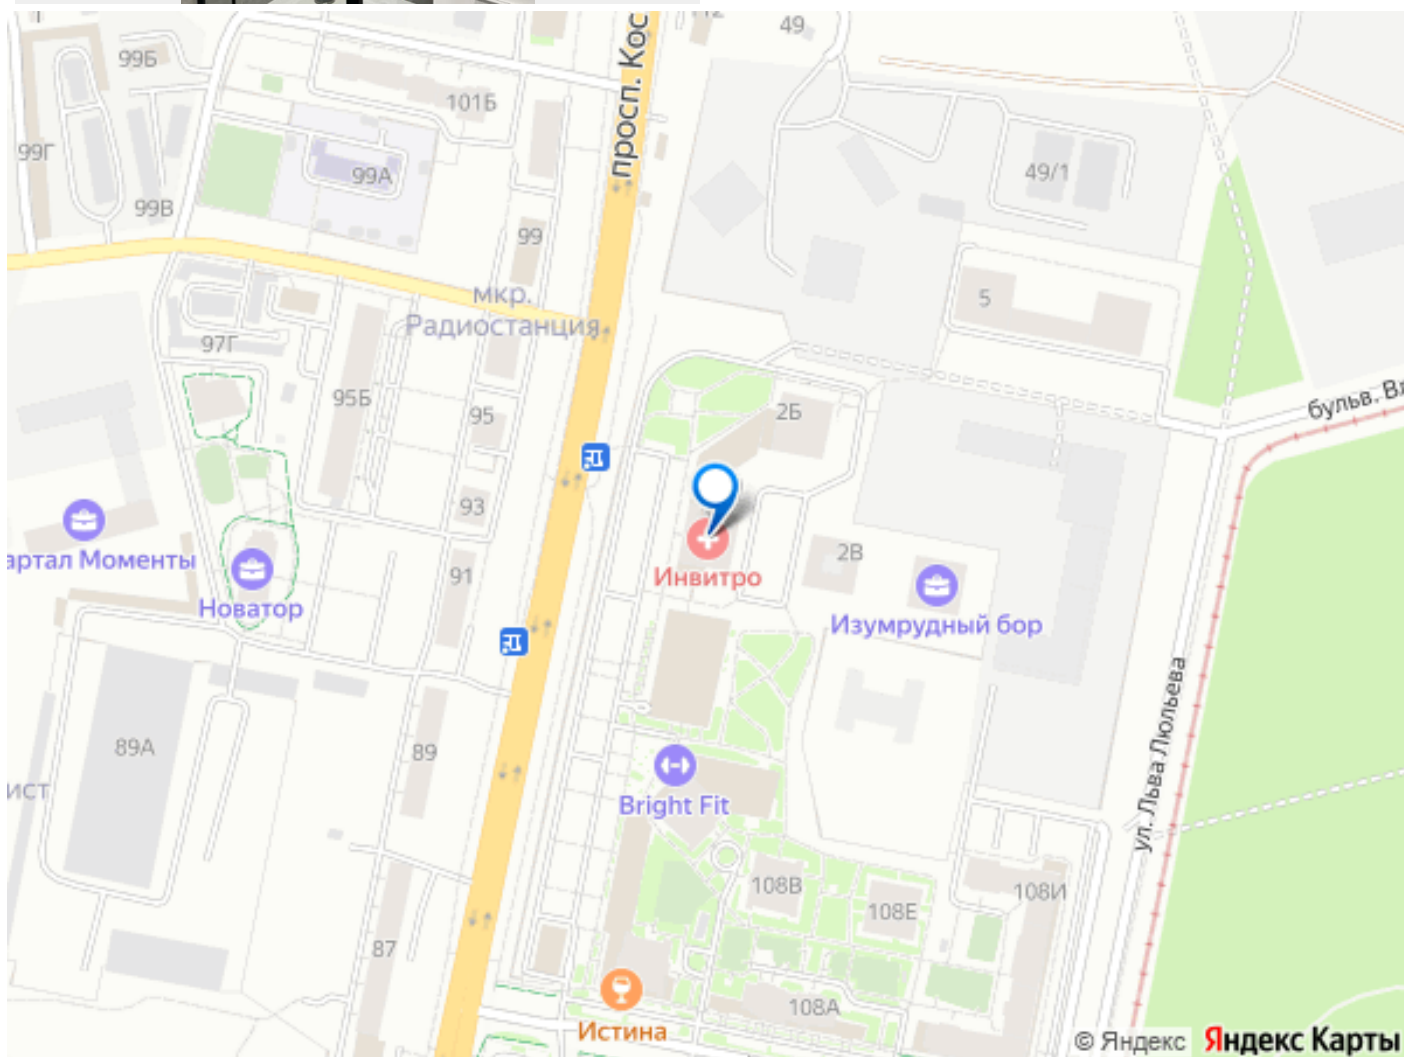 49
99Б
просп. Кос
101Б
99Г
99А
49/1
99В
99
5
мкр.
Радиостанция
97Г
95Б
95
2Б
бульв. Вл
93
артал Моменты
Инвитро
2В
91
Новатор
Изумрудный бор
ул. Льва Люльева
89А
89
ист
Bright Fit
108В
108И
108Е
87
108А
Истина
© Яндекс
Яндекс Карты